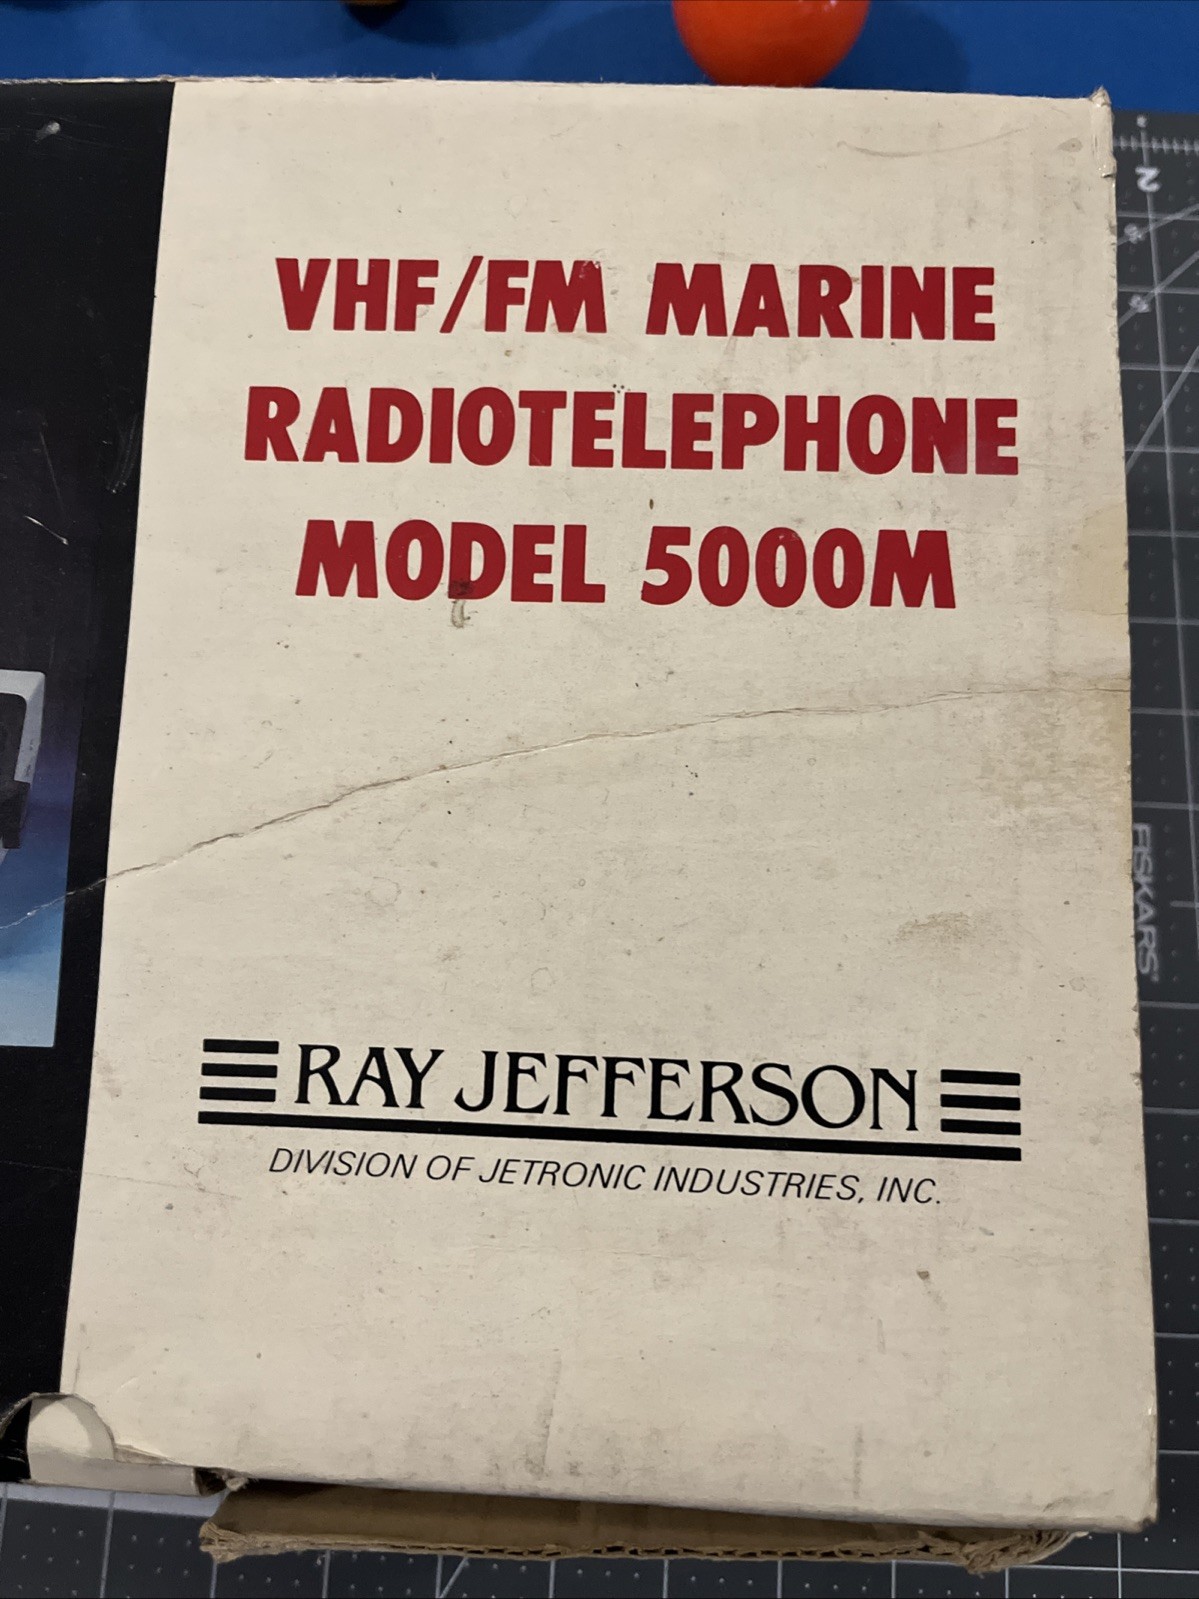 VHF/FM MARINE
RADIOTELEPHONE
MODEL 5000M
RAY JEFFERSON
DIVISION OF JETRONIC INDUSTRIES, INC.
FISKARS